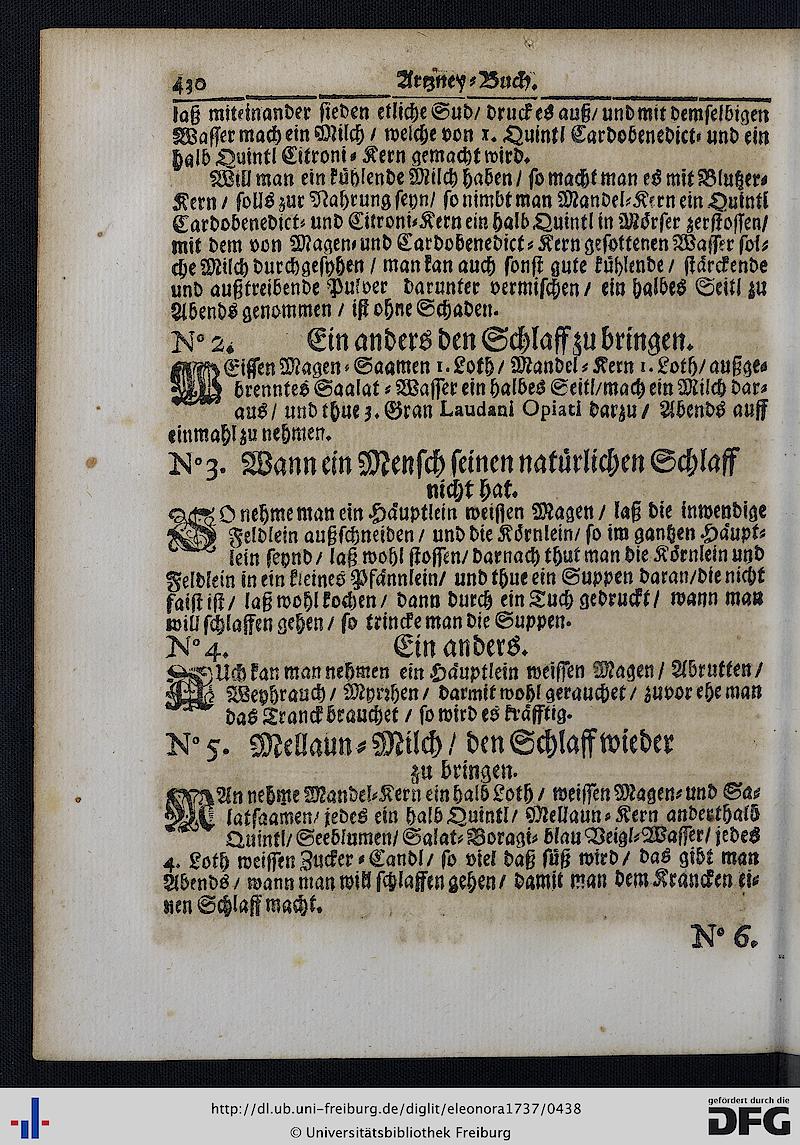 430 Artzney-Buch.
laß miteinander sieden etliche Sud/ druck es auß/ und mit demselbigen
Wasser mach ein Milch / welche von 1. Quintl Cardobenedict- und ein
halb Quintl Citroni-Kern gemacht wird.
Will man ein kühlende Milch haben / so macht man es mit Blutzer-
Kern / solls zur Nahrung seyn/ so nimbt man Mandel-Kern ein Quintl
Cardobenedict- und Citroni-Kern ein halb Quintl in Mörser zerstossen/
mit dem von Magen- und Cardobenedict-Kern gesottenen Wasser sol-
che Milch durchgesyhen / man kan auch sonst gute kühlende / stärckende
und außtreibende Pulver darunter vermischen / ein halbes Seitl zu
Abends genommen / ist ohne Schaden.
N° 2. Ein anders den Schlaff zu bringen.
WEissen Magen-Saamen 1. Loth / Mandel-Kern 1. Loth/ außge-
brenntes Saalat-Wasser ein halbes Seitl/mach ein Milch dar-
aus/ und thue 3. Gran Laudani Opiati darzu / Abends auff
einmahl zu nehmen.
N° 3. Wann ein Mensch seinen natürlichen Schlaff
nicht hat.
SO nehme man ein Häuptlein weissen Magen / laß die inwendige
Feldlein außschneiden / und die Körnlein/ so im gantzen Häupt-
lein seynd / laß wohl stossen/ darnach thut man die Körnlein und
Feldlein in ein kleines Pfännlein/ und thue ein Suppen daran/die nicht
faist ist / laß wohl kochen / dann durch ein Tuch gedruckt / wann man
will schlaffen gehen / so trincke man die Suppen.
N° 4. Ein anders.
AUch kan man nehmen ein Häuptlein weissen Magen / Abrutten /
Weyhrauch / Myrrhen / darmit wohl gerauchet / zuvor ehe man
das Tranck brauchet / so wird es kräfftig.
N° 5. Mellaun-Milch / den Schlaff wieder
zu bringen.
MAn nehme Mandel-Kern ein halb Loth / weissen Magen- und Sa-
latsaamen/ jedes ein halb Quintl/ Mellaun-Kern anderthalb
Quintl/ Seeblumen/ Salat-Boragi- blau Veigl-Wasser/ jedes
4. Loth weissen Zucker-Candl/ so viel daß süß wird / das gibt man
Abends / wann man will schlaffen gehen / damit man dem Krancken ei-
nen Schlaff macht.
N° 6.
http://dl.ub.uni-freiburg.de/diglit/eleonora1737/0438
© Universitätsbibliothek Freiburg
gefördert durch die
DFG